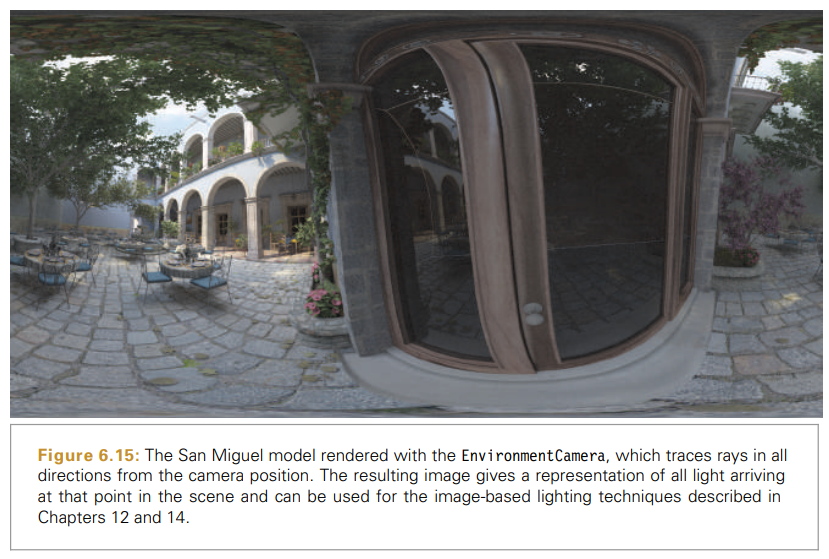 Figure 6.15: The San Miguel model rendered with the EnvironmentCamera, which traces rays in all
directions from the camera position. The resulting image gives a representation of all light arriving
at that point in the scene and can be used for the image-based lighting techniques described in
Chapters 12 and 14.